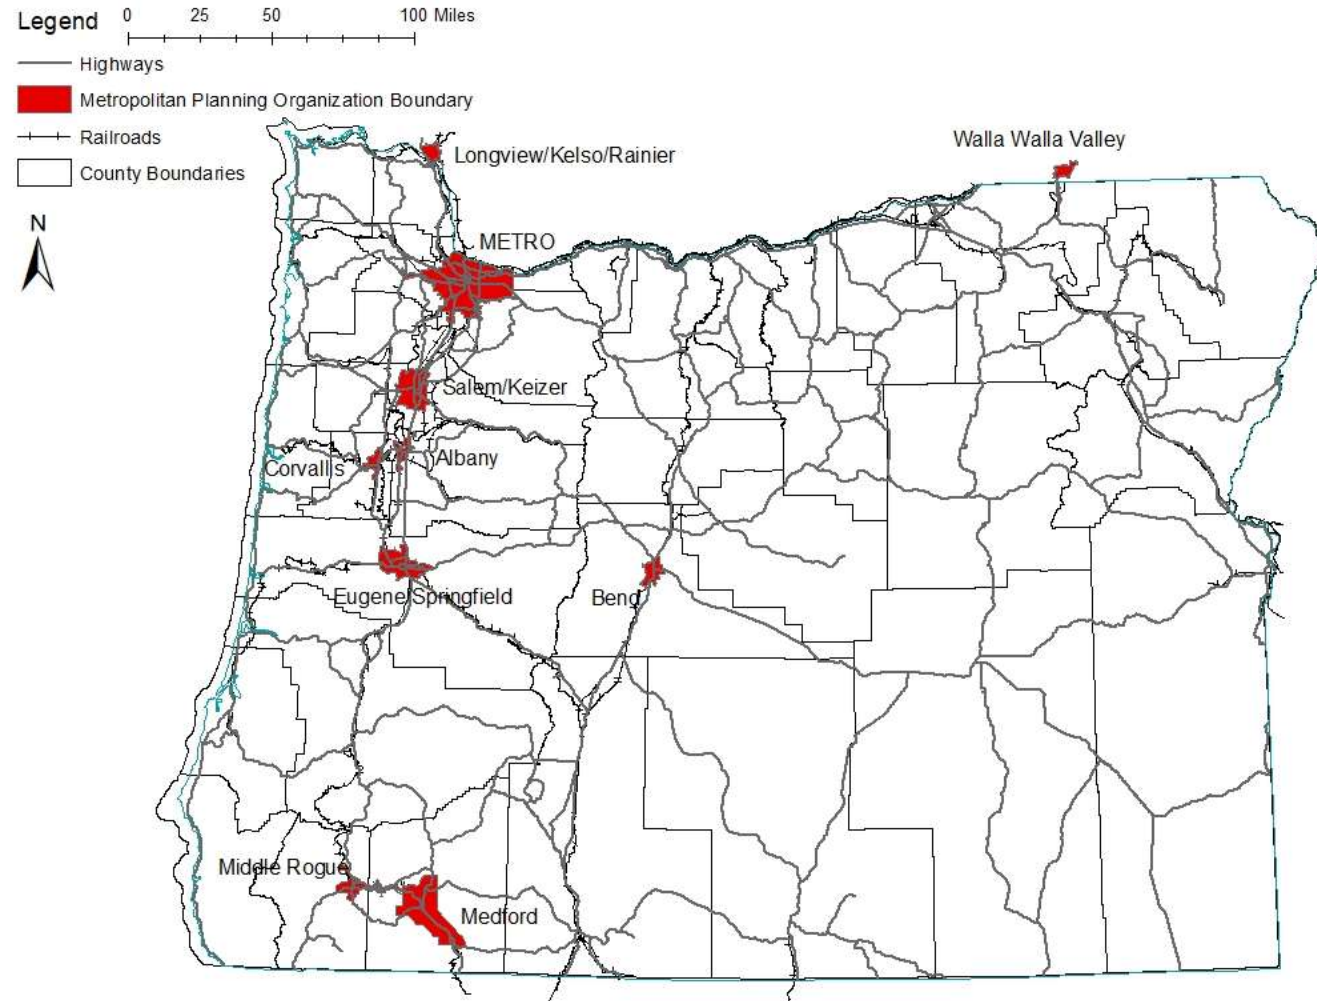 Legend
0 25 50 100 Miles
Highways
Metropolitan Planning Organization Boundary
Railroads
County Boundaries
N
Longview/Kelso/Rainier
Walla Walla Valley
METRO
Salem/Keizer
Corvallis
Albany
Eugene/Springfield
Bend
Middle Rogue
Medford